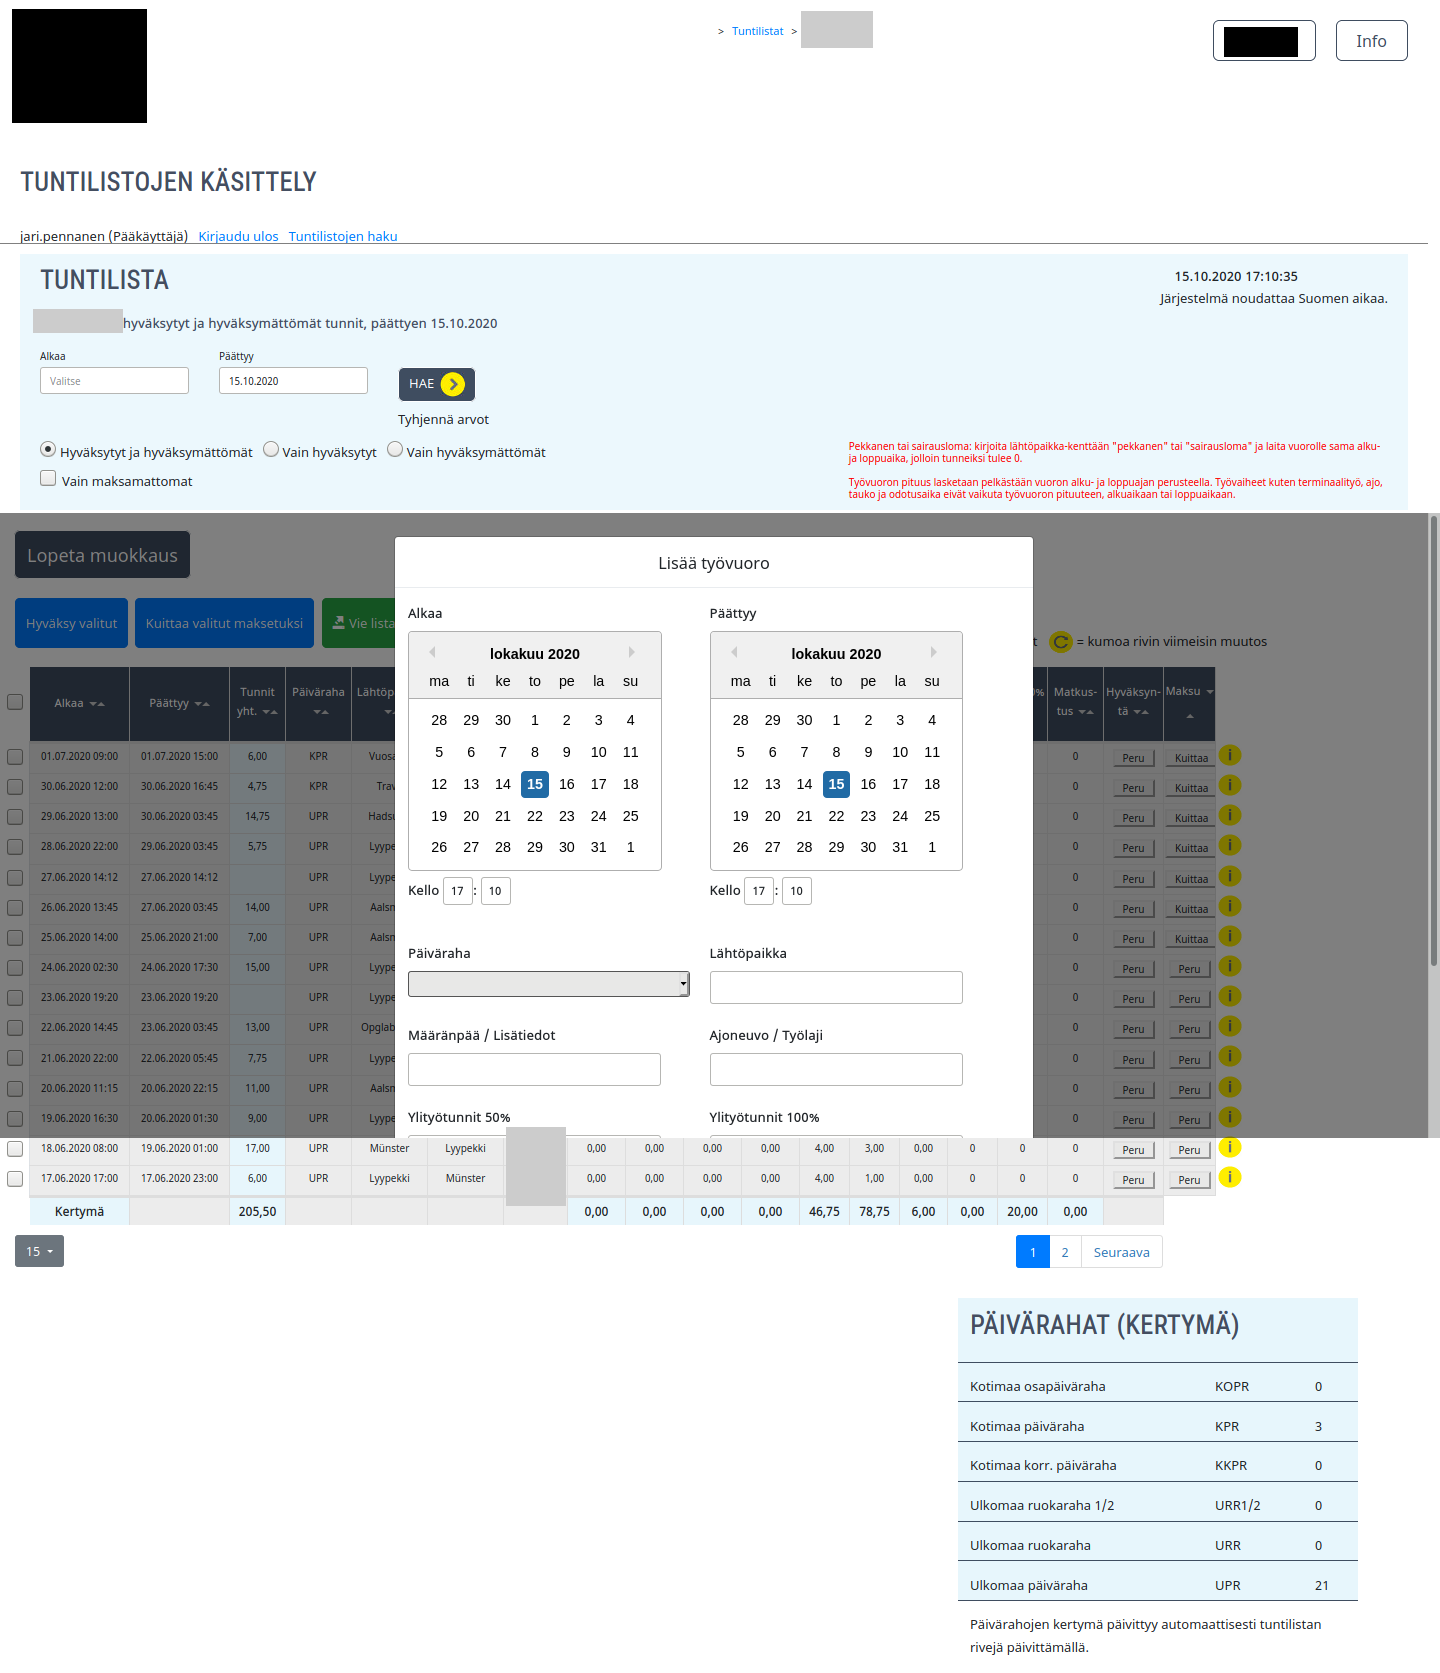 > Tuntilistat >
Info
TUNTILISTOJEN KÄSITTELY
jari.pennanen (Pääkäyttäjä) Kirjaudu ulos Tuntilistojen haku
TUNTILISTA
15.10.2020 17:10:35
Järjestelmä noudattaa Suomen aikaa.
hyväksytyt ja hyväksymättömät tunnit, päättyen 15.10.2020
Alkaa Päättyy
Valitse 15.10.2020 HAE
Tyhjennä arvot
Hyväksytyt ja hyväksymättömät Vain hyväksytyt Vain hyväksymättömät
Vain maksamattomat
Pekkanen tai sairausloma: kirjoita lähtöpaikka-kenttään "pekkanen" tai "sairausloma" ja laita vuorolle sama alku-
ja loppuaika, jolloin tunneiksi tulee 0.
Työvuoron pituus lasketaan pelkästään vuoron alku- ja loppuajan perusteella. Työvaiheet kuten terminaalityö, ajo,
tauko ja odotusaika eivät vaikuta työvuoron pituuteen, alkuaikaan tai loppuaikaan.
Lopeta muokkaus
Hyväksy valitut Kuittaa valitut maksetuksi Vie lista
t = kumoa rivin viimeisin muutos
Alkaa Päättyy Tunnit yht. Päiväraha Lähtöp 0% Matkus-tus Hyväksyn-tä Maksu
01.07.2020 09:00 01.07.2020 15:00 6,00 KPR Vuosa 0 Peru Kuittaa i
30.06.2020 12:00 30.06.2020 16:45 4,75 KPR Trav 0 Peru Kuittaa i
29.06.2020 13:00 30.06.2020 03:45 14,75 UPR Hadsu 0 Peru Kuittaa i
28.06.2020 22:00 29.06.2020 03:45 5,75 UPR Lyype 0 Peru Kuittaa i
27.06.2020 14:12 27.06.2020 14:12 UPR Lyype 0 Peru Kuittaa i
26.06.2020 13:45 27.06.2020 03:45 14,00 UPR Aalsn 0 Peru Kuittaa i
25.06.2020 14:00 25.06.2020 21:00 7,00 UPR Aalsn 0 Peru Kuittaa i
24.06.2020 02:30 24.06.2020 17:30 15,00 UPR Lyype 0 Peru Peru i
23.06.2020 19:20 23.06.2020 19:20 UPR Lyype 0 Peru Peru i
22.06.2020 14:45 23.06.2020 03:45 13,00 UPR Opglab 0 Peru Peru i
21.06.2020 22:00 22.06.2020 05:45 7,75 UPR Lyype 0 Peru Peru i
20.06.2020 11:15 20.06.2020 22:15 11,00 UPR Aalsn 0 Peru Peru i
19.06.2020 16:30 20.06.2020 01:30 9,00 UPR Lyype 0 Peru Peru i
18.06.2020 08:00 19.06.2020 01:00 17,00 UPR Münster Lyypekki 0,00 0,00 0,00 0,00 4,00 3,00 0,00 0 0 0 Peru Peru i
17.06.2020 17:00 17.06.2020 23:00 6,00 UPR Lyypekki Münster 0,00 0,00 0,00 0,00 4,00 1,00 0,00 0 0 0 Peru Peru i
Kertymä 205,50 0,00 0,00 0,00 0,00 46,75 78,75 6,00 0,00 20,00 0,00
Lisää työvuoro
Alkaa Päättyy
lokakuu 2020 lokakuu 2020
ma ti ke to pe la su ma ti ke to pe la su
28 29 30 1 2 3 4 28 29 30 1 2 3 4
5 6 7 8 9 10 11 5 6 7 8 9 10 11
12 13 14 15 16 17 18 12 13 14 15 16 17 18
19 20 21 22 23 24 25 19 20 21 22 23 24 25
26 27 28 29 30 31 1 26 27 28 29 30 31 1
Kello 17 : 10 Kello 17 : 10
Päiväraha Lähtöpaikka
Määränpää / Lisätiedot Ajoneuvo / Työlaji
Ylityötunnit 50% Ylityötunnit 100%
15
1 2 Seuraava
PÄIVÄRAHAT (KERTYMÄ)
Kotimaa osapäiväraha KOPR 0
Kotimaa päiväraha KPR 3
Kotimaa korr. päiväraha KKPR 0
Ulkomaa ruokaraha 1/2 URR1/2 0
Ulkomaa ruokaraha URR 0
Ulkomaa päiväraha UPR 21
Päivärahojen kertymä päivittyy automaattisesti tuntilistan
rivejä päivittämällä.